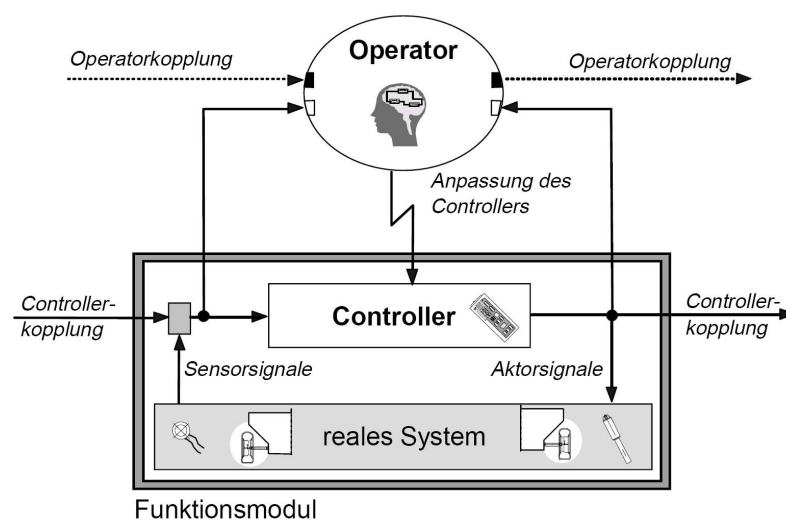 Operator
Operatorkopplung
Operatorkopplung
Anpassung des
Controllers
Controller-
kopplung
Controller
Controller-
kopplung
Sensorsignale
Aktorsignale
reales System
Funktionsmodul